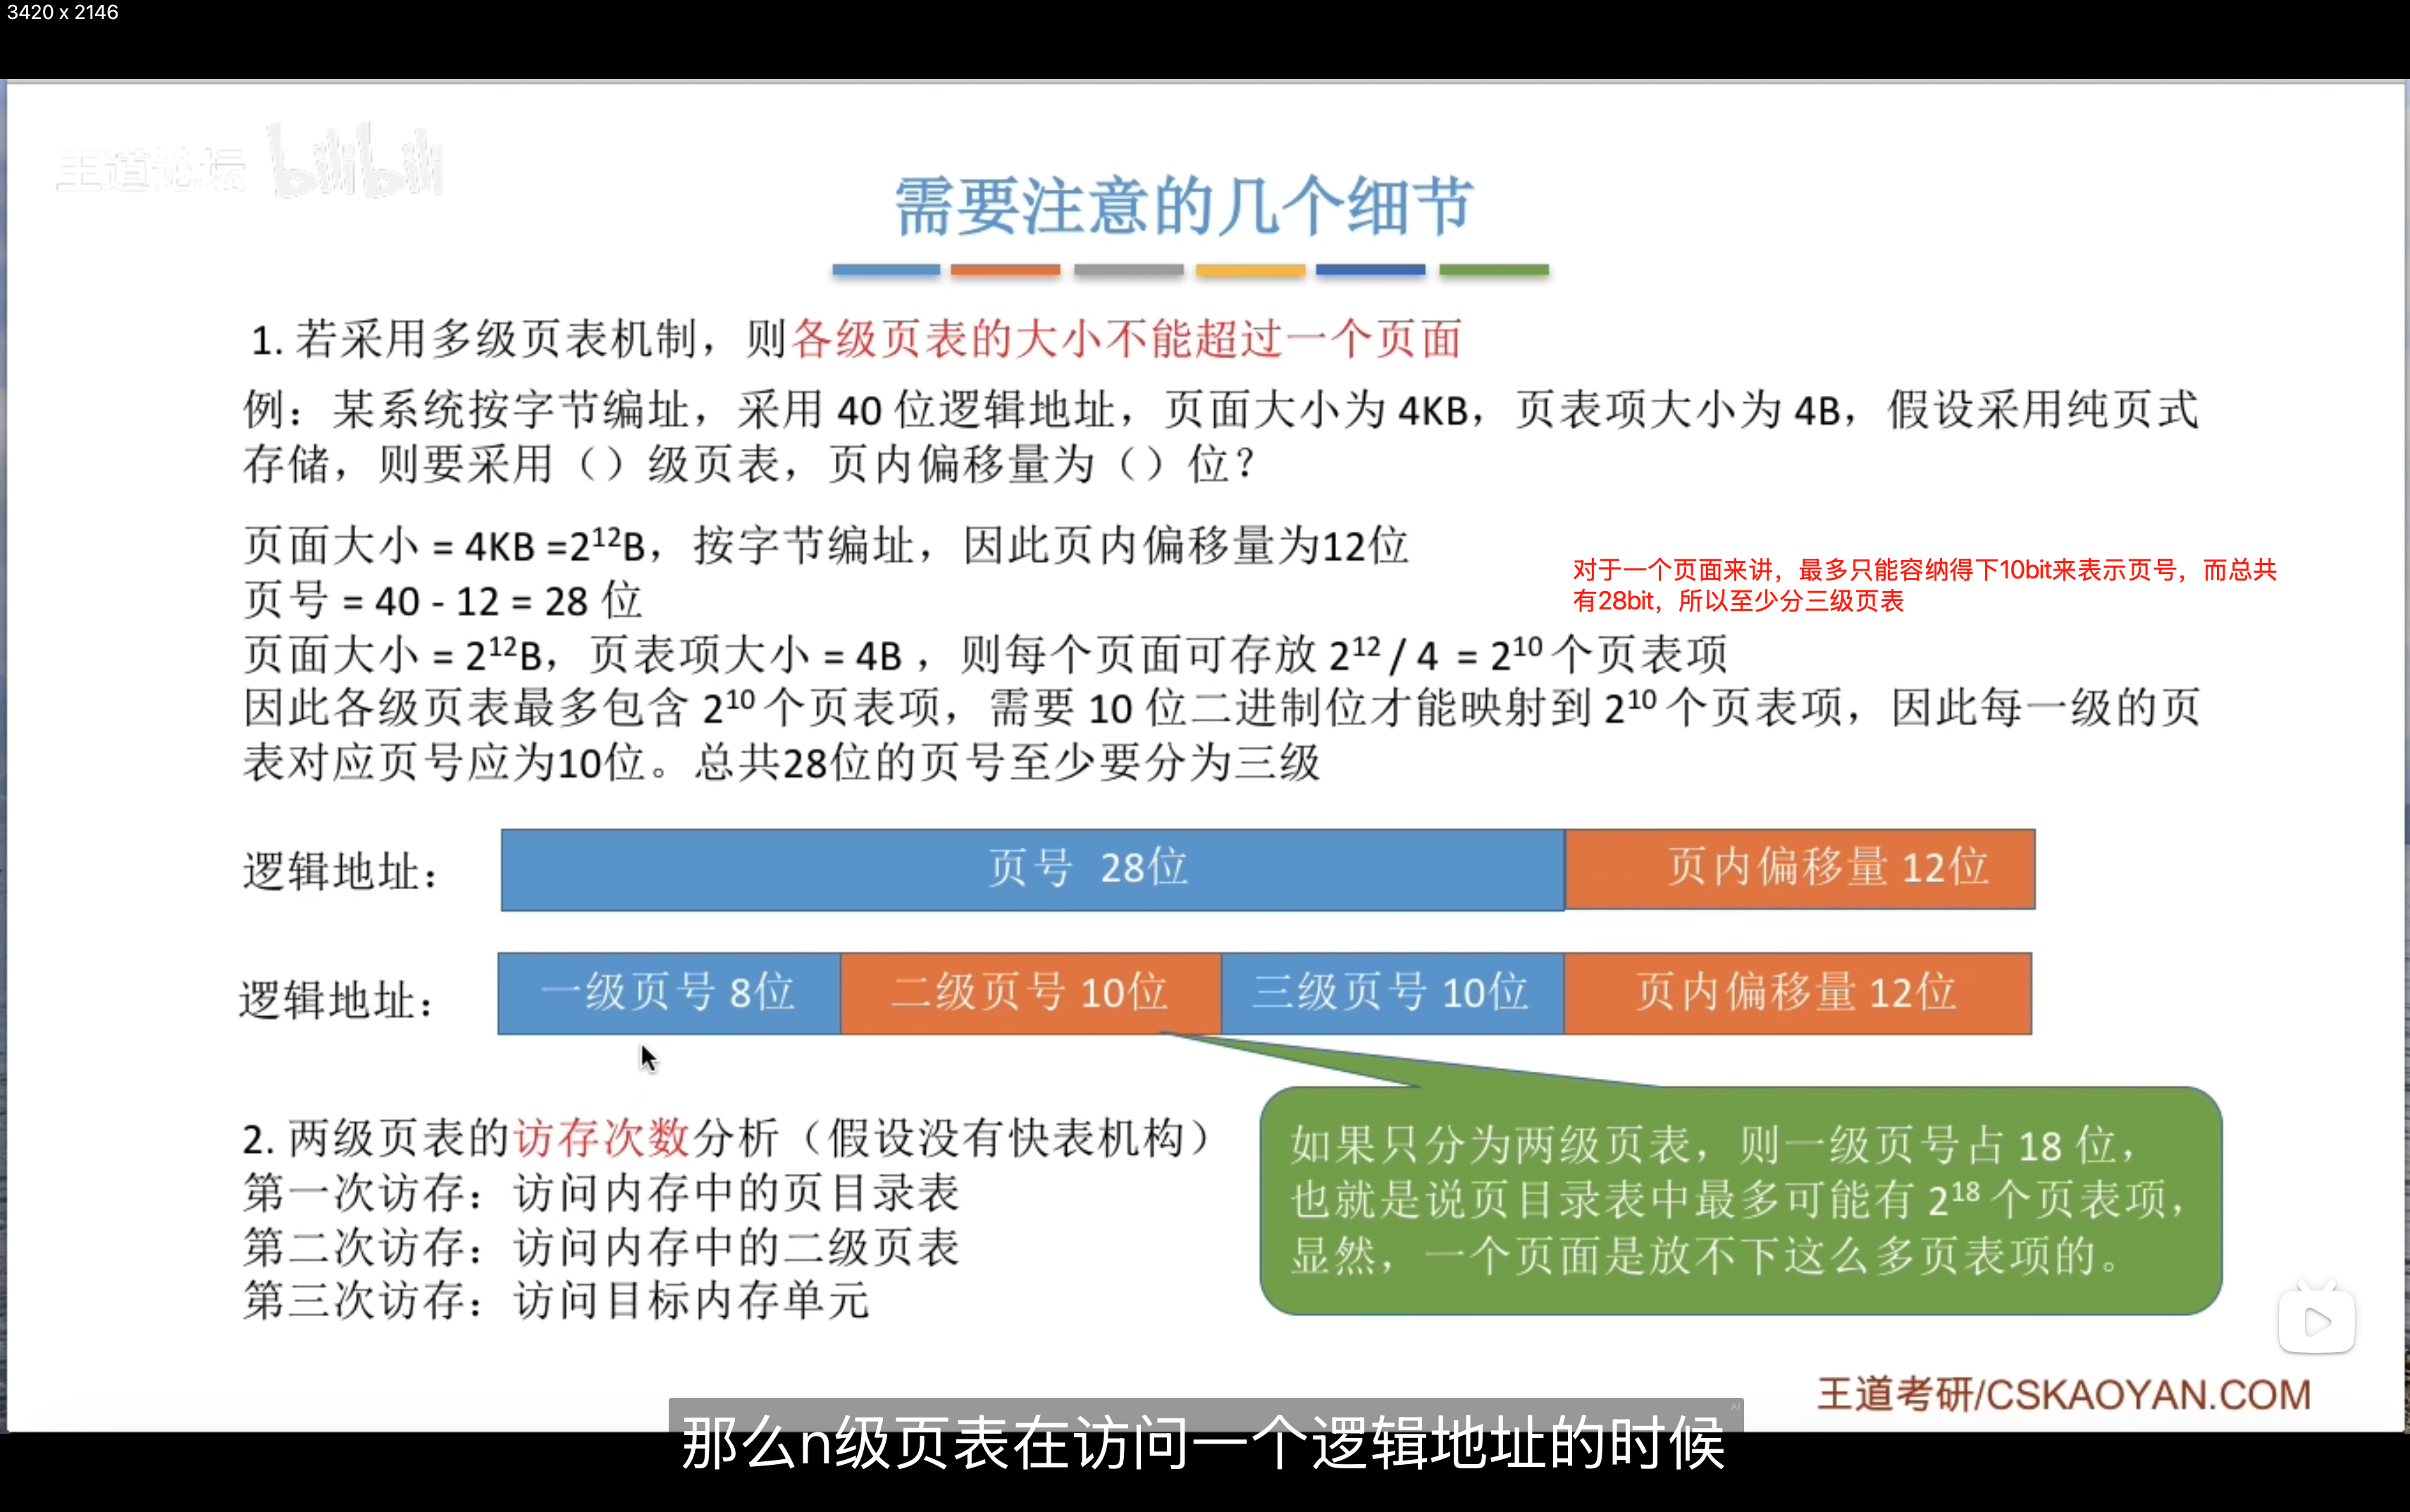 3420 x 2146
王道论坛 bilibili
需要注意的几个细节
1. 若采用多级页表机制，则各级页表的大小不能超过一个页面
例：某系统按字节编址，采用 40 位逻辑地址，页面大小为 4KB，页表项大小为 4B，假设采用纯页式
存储，则要采用（）级页表，页内偏移量为（）位？
页面大小 = 4KB =2¹²B，按字节编址，因此页内偏移量为12位
对于一个页面来讲，最多只能容纳得下10bit来表示页号，而总共
有28bit，所以至少分三级页表
页号 = 40 - 12 = 28 位
页面大小 = 2¹²B，页表项大小 = 4B ，则每个页面可存放 2¹² / 4 = 2¹⁰ 个页表项
因此各级页表最多包含 2¹⁰ 个页表项，需要 10 位二进制位才能映射到 2¹⁰ 个页表项，因此每一级的页
表对应页号应为10位。总共28位的页号至少要分为三级
逻辑地址： 页号 28位 页内偏移量 12位
逻辑地址： 一级页号 8位 二级页号 10位 三级页号 10位 页内偏移量 12位
2. 两级页表的访存次数分析（假设没有快表机构）
第一次访存：访问内存中的页目录表
第二次访存：访问内存中的二级页表
第三次访存：访问目标内存单元
如果只分为两级页表，则一级页号占 18 位，
也就是说页目录表中最多可能有 2¹⁸ 个页表项，
显然，一个页面是放不下这么多页表项的。
王道考研/CSKAOYAN.COM
AI
那么n级页表在访问一个逻辑地址的时候